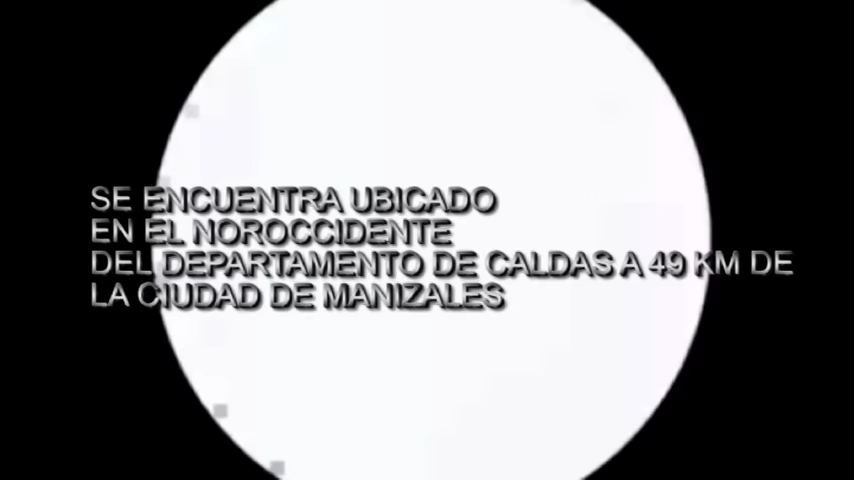 SE ENCUENTRA UBICADO
EN EL NOROCCIDENTE
DEL DEPARTAMENTO DE CALDAS A 49 KM DE
LA CIUDAD DE MANIZALES